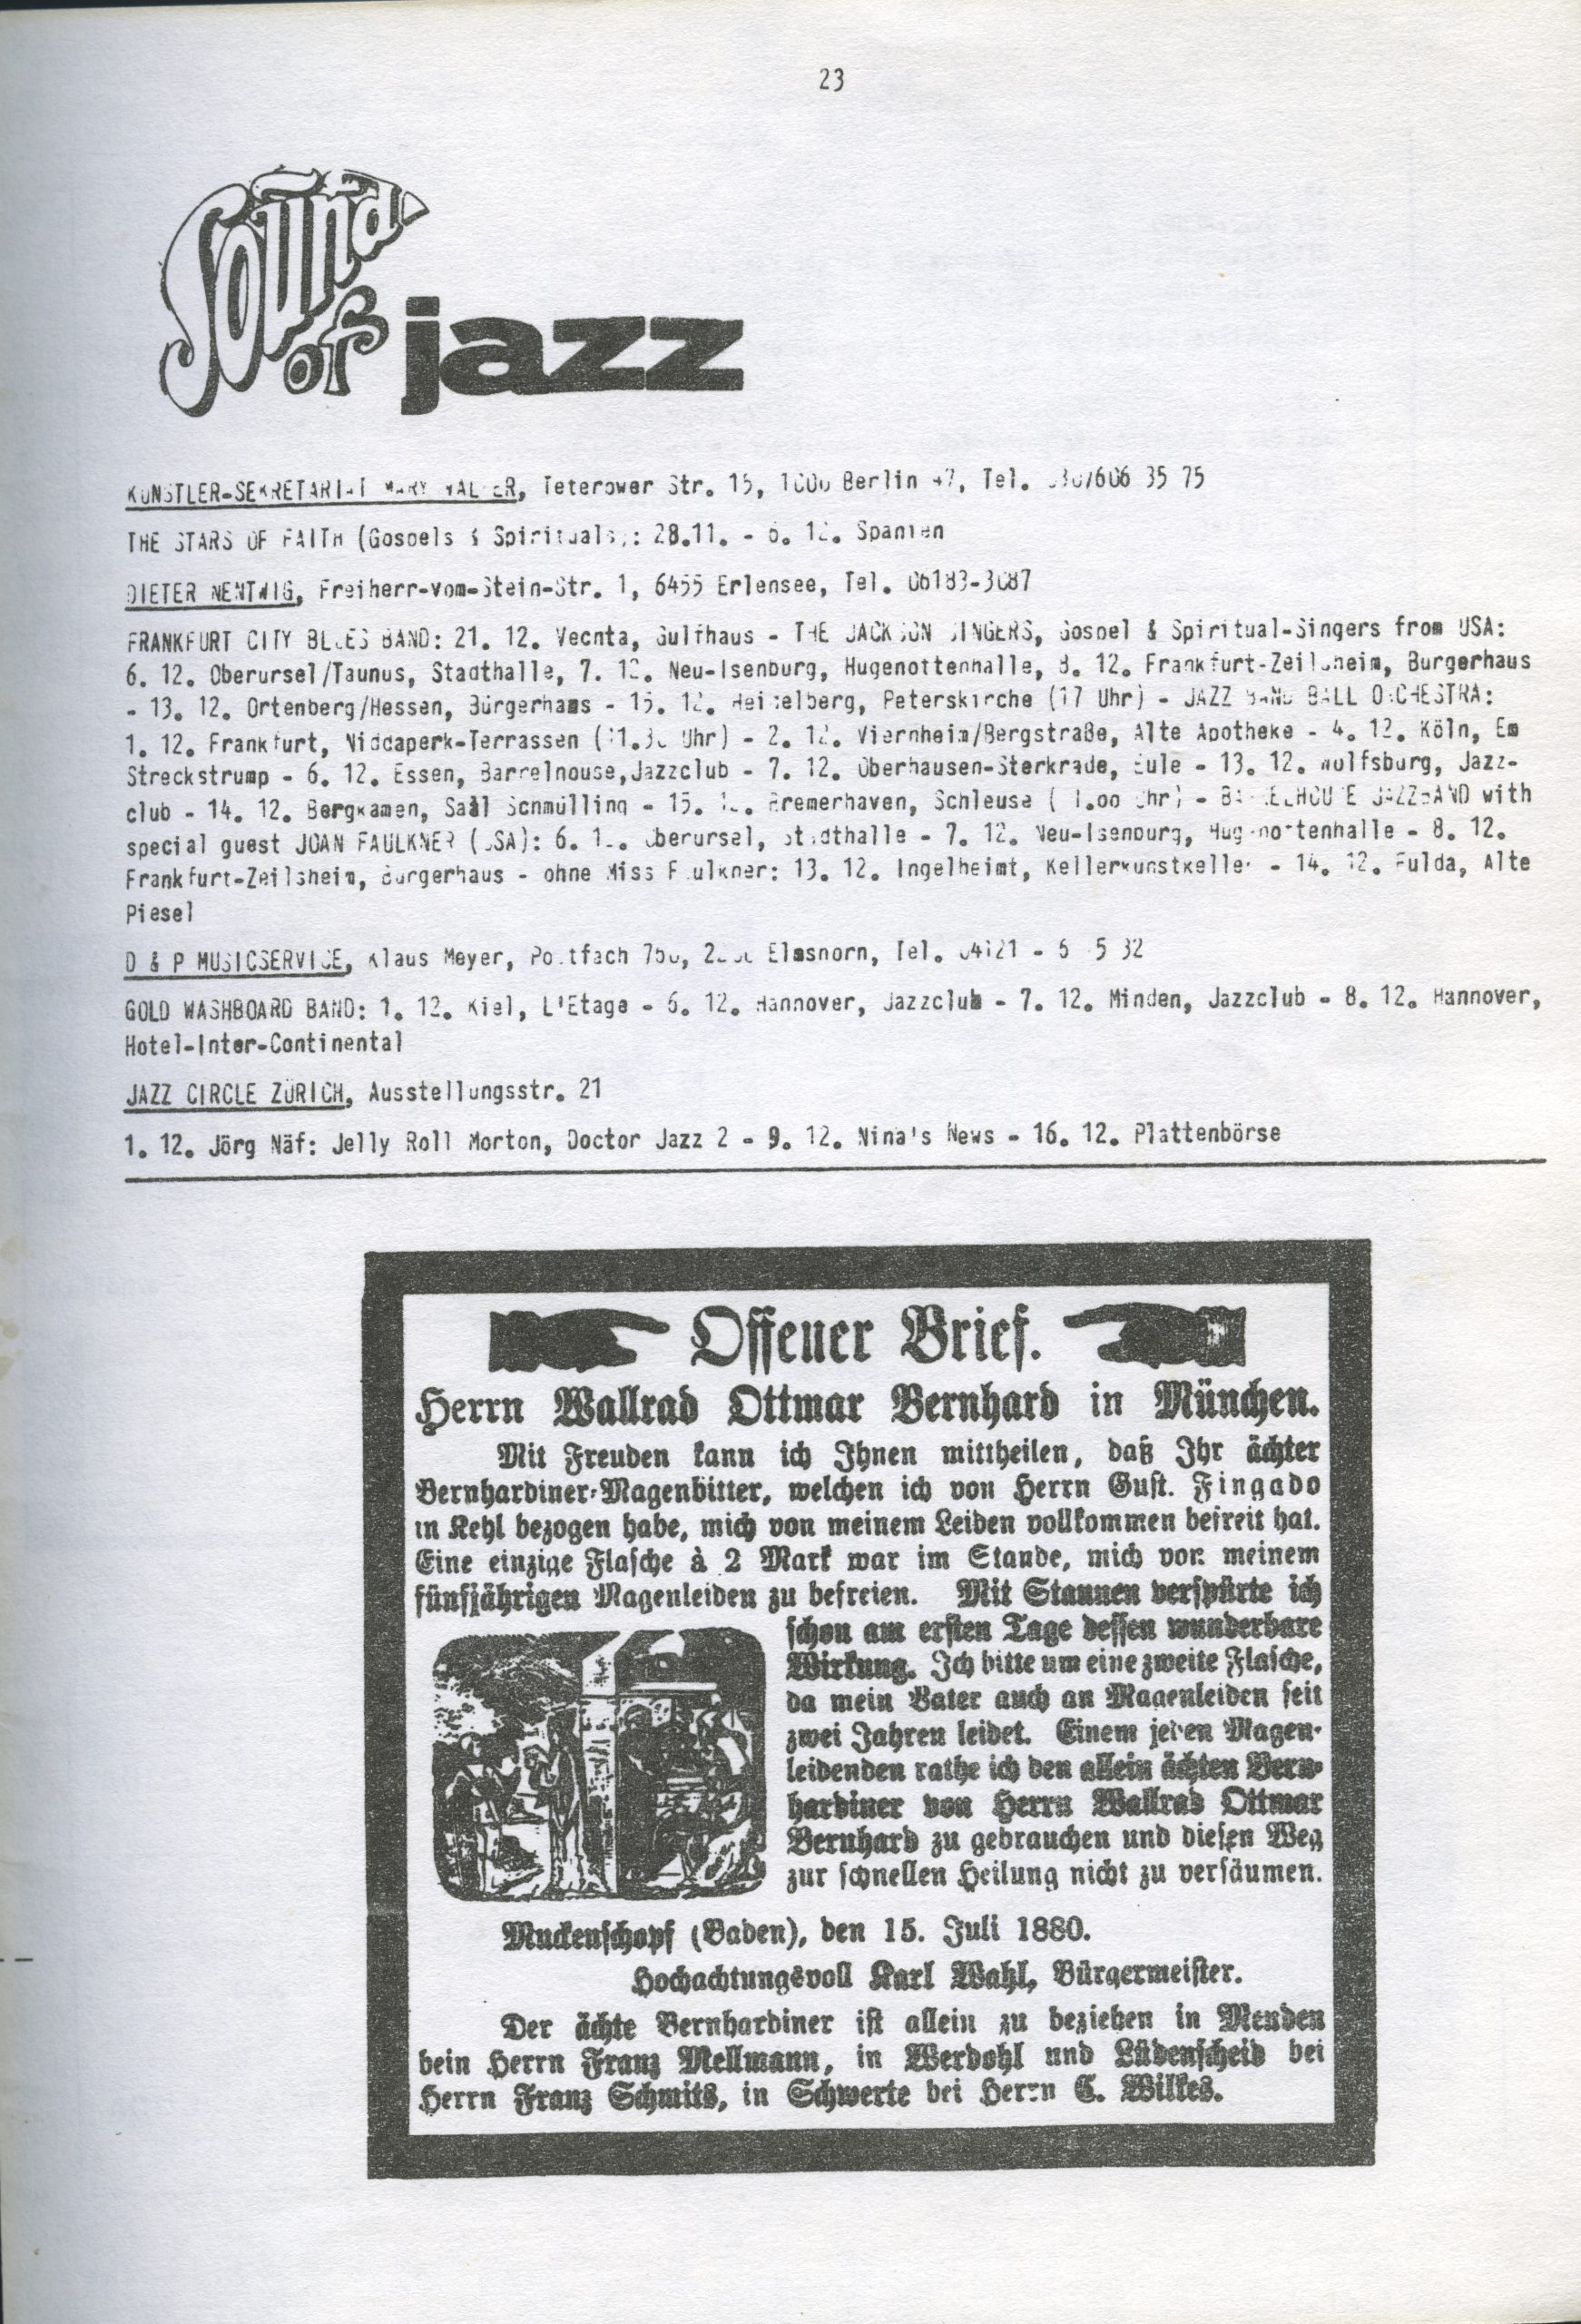 23
Sound
of jazz
KÜNSTLER-SEKRETARIAT MARY, Teterower Str. 15, Berlin 47, Tel. 35 75
THE STARS OF FAITH (Gospels & Spirituals): 28.11. - 6. 12. Spanien
DIETER NENTWIG, Freiherr-vom-Stein-Str. 1, 6455 Erlensee, Tel. 06183-3087
FRANKFURT CITY BLUES BAND: 21. 12. Vechta, Gulfhaus - THE JACKSON SINGERS, Gospel & Spiritual-Singers from USA:
6. 12. Oberursel/Taunus, Stadthalle, 7. 12. Neu-Isenburg, Hugenottenhalle, 8. 12. Frankfurt-Zeilsheim, Burgerhaus
- 13. 12. Ortenberg/Hessen, Bürgerhaus - 15. 12. Heidelberg, Peterskirche (17 Uhr) - JAZZ BAND BALL ORCHESTRA:
1. 12. Frankfurt, Niddaperk-Terrassen Uhr) - 2. 12. Viernheim/Bergstraße, Alte Apotheke - 4. 12. Köln, Em
Streckstrump - 6. 12. Essen, Barrelhouse,Jazzclub - 7. 12. Oberhausen-Sterkrade, Eule - 13. 12. Wolfsburg, Jazz-
club - 14. 12. Bergkamen, Saal Schmülling - 15. Bremerhaven, Schleuse Uhr) - BARRELHOUSE JAZZBAND with
special guest JOAN FAULKNER (USA): 6. 12. Oberursel, Stadthalle - 7. 12. Neu-Isenburg, Hugenottenhalle - 8. 12.
Frankfurt-Zeilsheim, Bürgerhaus - ohne Miss Faulkner: 13. 12. Ingelheimt, Kellerkunstkeller - 14. 12. Fulda, Alte
Piesel
D & P MUSICSERVICE, Klaus Meyer, Postfach Elmshorn, Tel. 04121 -
GOLD WASHBOARD BAND: 1. 12. Kiel, L'Etage - 6. 12. Hannover, Jazzclub - 7. 12. Minden, Jazzclub - 8. 12. Hannover,
Hotel-Inter-Continental
JAZZ CIRCLE ZÜRICH, Ausstellungsstr. 21
1. 12. Jörg Näf: Jelly Roll Morton, Doctor Jazz 2 - 9. 12. Nina's News - 16. 12. Plattenbörse
Offener Brief.
Herrn Wallrad Ottmar Bernhard in München.
Mit Freuden kann ich Ihnen mittheilen, daß Ihr ächter
Bernhardiner-Magenbitter, welchen ich von Herrn Gust. Fingado
in Kehl bezogen habe, mich von meinem Leiden vollkommen befreit hat.
Eine einzige Flasche à 2 Mark war im Stande, mich von meinem
fünfjährigen Magenleiden zu befreien. Mit Staunen verspürte ich
schon am ersten Tage dessen wunderbare
Wirkung. Ich bitte um eine zweite Flasche,
da mein Vater auch an Magenleiden seit
zwei Jahren leidet. Einem jeden Magen-
leidenden rathe ich den allein ächten Bern-
hardiner von Herrn Wallrad Ottmar
Bernhard zu gebrauchen und diesen Weg
zur schnellen Heilung nicht zu versäumen.
Muckenschopf (Baden), den 15. Juli 1880.
Hochachtungsvoll Karl Wahl, Bürgermeister.
Der ächte Bernhardiner ist allein zu beziehen in Menden
bein Herrn Franz Mellmann, in Werdohl und Lüdenscheid bei
Herrn Franz Schmits, in Schwerte bei Herrn C. Wilkes.